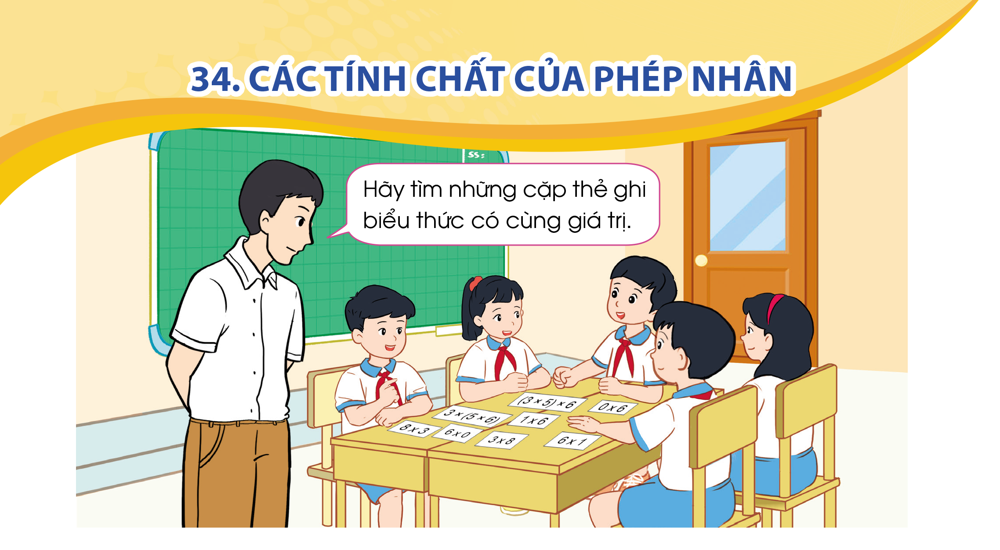 34. CÁC TÍNH CHẤT CỦA PHÉP NHÂN
SS:
Hãy tìm những cặp thẻ ghi
biểu thức có cùng giá trị.
(3 x 5) x 6
0 x 6
3 x (5 x 6)
1 x 6
8 x 3
6 x 0
3 x 8
6 x 1